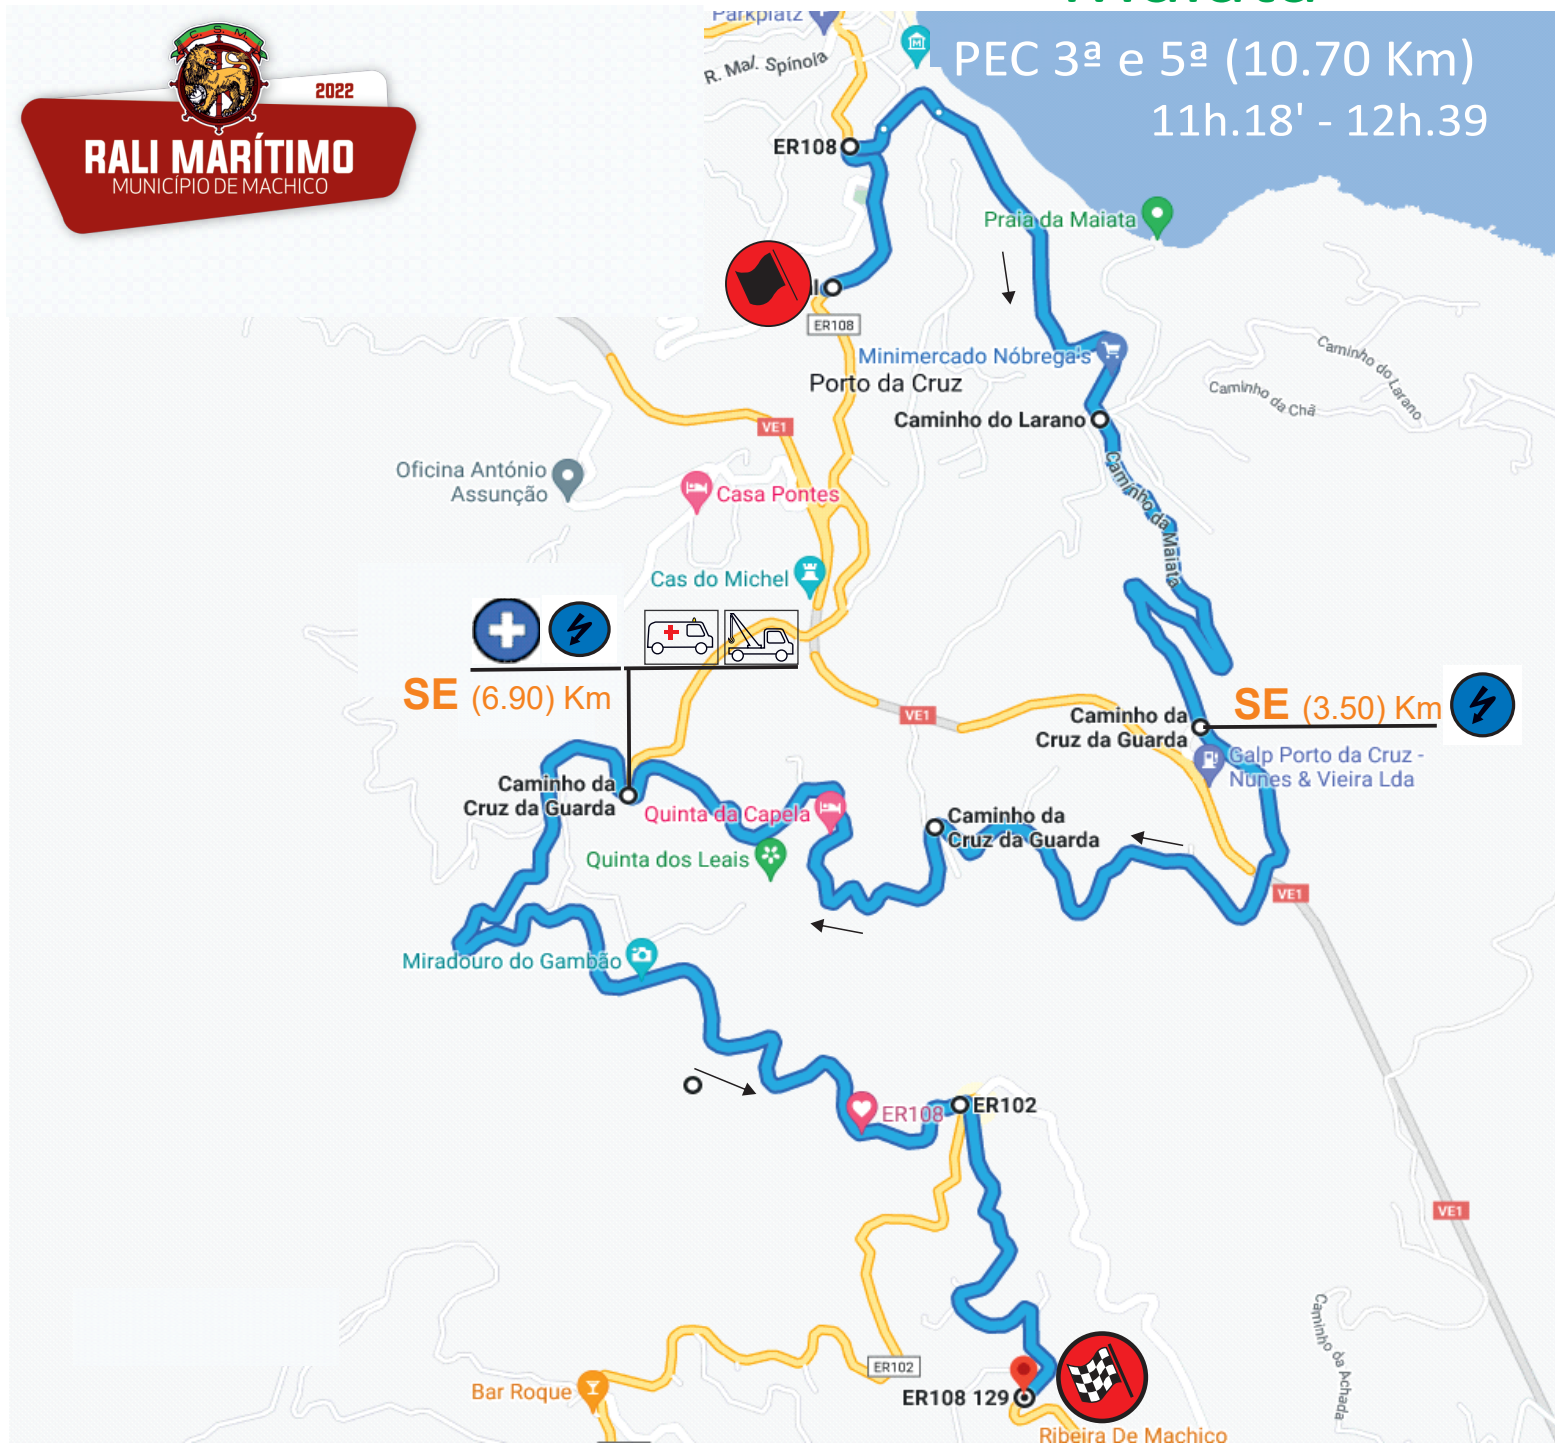 C. S. M.
2022
RALI MARÍTIMO
MUNICÍPIO DE MACHICO
Parkplatz
R. Mal. Spínola
PEC 3ª e 5ª (10.70 Km)
11h.18' - 12h.39
ER108
Praia da Maiata
ER108
Minimercado Nóbrega's
Porto da Cruz
Caminho do Larano
Caminho da Chã
Caminho do Larano
VE1
Caminho da Maiata
Oficina António
Assunção
Casa Pontes
Cas do Michel
SE (6.90) Km
SE (3.50) Km
VE1
Caminho da
Cruz da Guarda
Galp Porto da Cruz -
Nunes & Vieira Lda
Caminho da
Cruz da Guarda
Quinta da Capela
Caminho da
Cruz da Guarda
Quinta dos Leais
VE1
Miradouro do Gambão
ER108
ER102
VE1
Caminho da Achada
ER102
Bar Roque
ER108 129
Ribeira De Machico